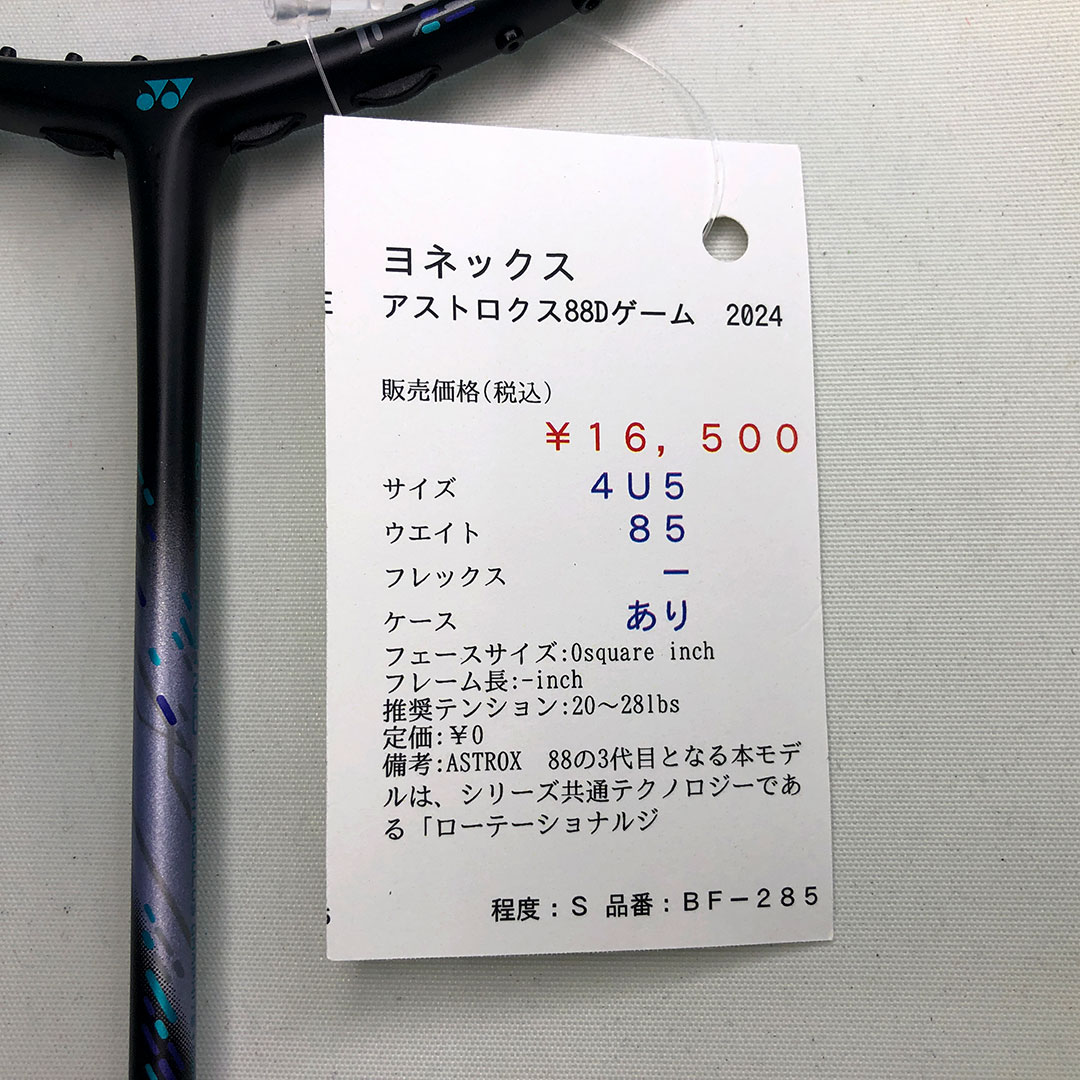 ヨネックス
アストロクス88Dゲーム　2024
販売価格(税込)
￥１６，５００
サイズ ４Ｕ５
ウエイト ８５
フレックス ー
ケース あり
フェースサイズ:0square inch
フレーム長:-inch
推奨テンション:20～28lbs
定価:￥0
備考:ASTROX　88の3代目となる本モデ
ルは、シリーズ共通テクノロジーであ
る「ローテーショナルジ
程度：Ｓ 品番：ＢＦ－２８５